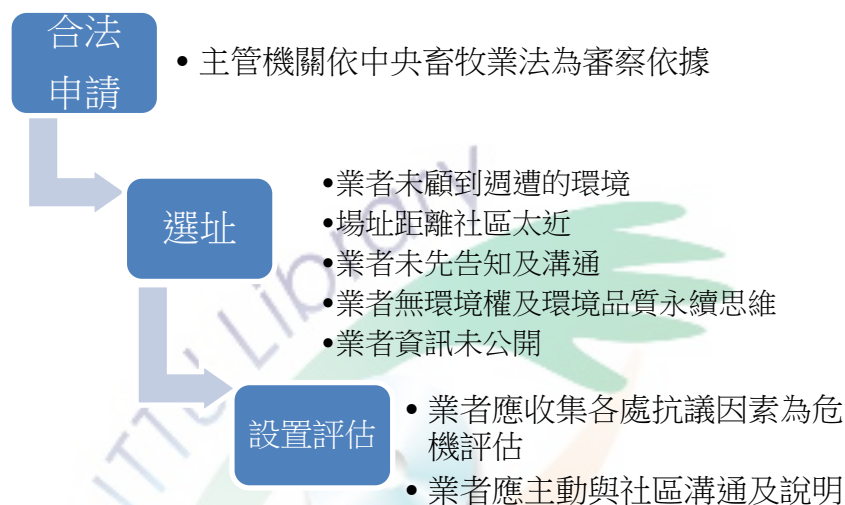 合法
申請
•主管機關依中央畜牧業法為審察依據
選址
•業者未顧到週遭的環境
•場址距離社區太近
•業者未先告知及溝通
•業者無環境權及環境品質永續思維
•業者資訊未公開
設置評估
•業者應收集各處抗議因素為危
機評估
•業者應主動與社區溝通及說明
TTU Library